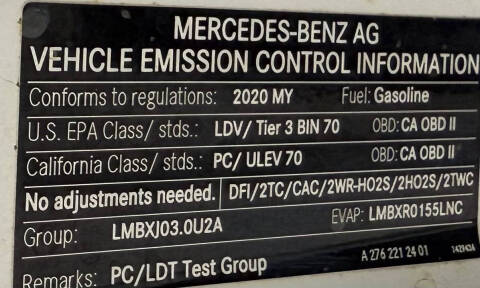 MERCEDES-BENZ AG
VEHICLE EMISSION CONTROL INFORMATION
Conforms to regulations: 2020 MY Fuel: Gasoline
U.S. EPA Class/ stds.: LDV/ Tier 3 BIN 70 OBD: CA OBD II
California Class/ stds.: PC/ ULEV 70 OBD: CA OBD II
No adjustments needed. DFI/2TC/CAC/2WR-HO2S/2HO2S/2TWC
Group: LMBXJ03.0U2A EVAP: LMBXR0155LNC
A 276 221 24 01
Remarks: PC/LDT Test Group